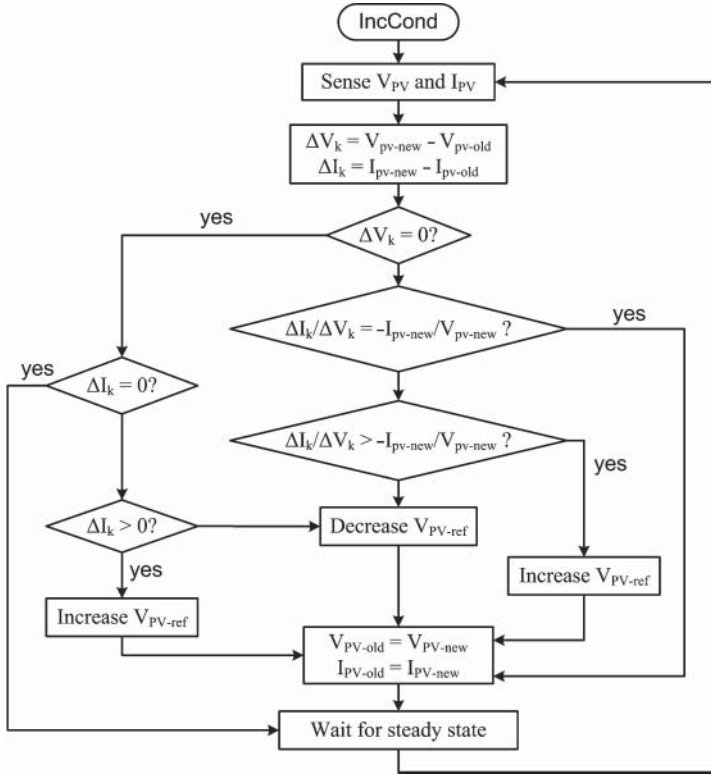 IncCond
Sense V_PV and I_PV
ΔV_k = V_pv-new - V_pv-old
ΔI_k = I_pv-new - I_pv-old
yes
ΔV_k = 0?
ΔI_k/ΔV_k = -I_pv-new/V_pv-new ?
yes
yes
ΔI_k = 0?
ΔI_k/ΔV_k > -I_pv-new/V_pv-new ?
yes
ΔI_k > 0?
Decrease V_PV-ref
yes
Increase V_PV-ref
Increase V_PV-ref
V_PV-old = V_PV-new
I_PV-old = I_PV-new
Wait for steady state